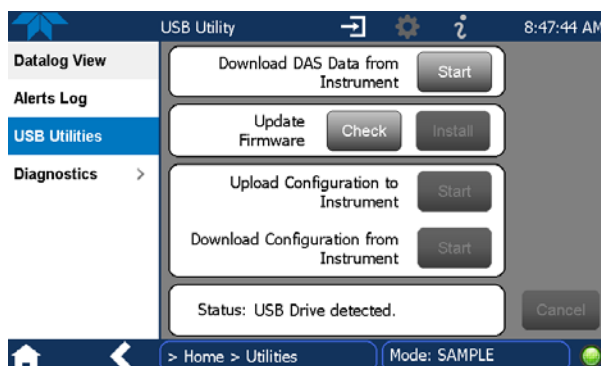 USB Utility
8:47:44 AM
Datalog View
Alerts Log
USB Utilities
Diagnostics >
Download DAS Data from
Instrument
Start
Update
Firmware
Check
Install
Upload Configuration to
Instrument
Start
Download Configuration from
Instrument
Start
Status: USB Drive detected.
Cancel
> Home > Utilities
Mode: SAMPLE